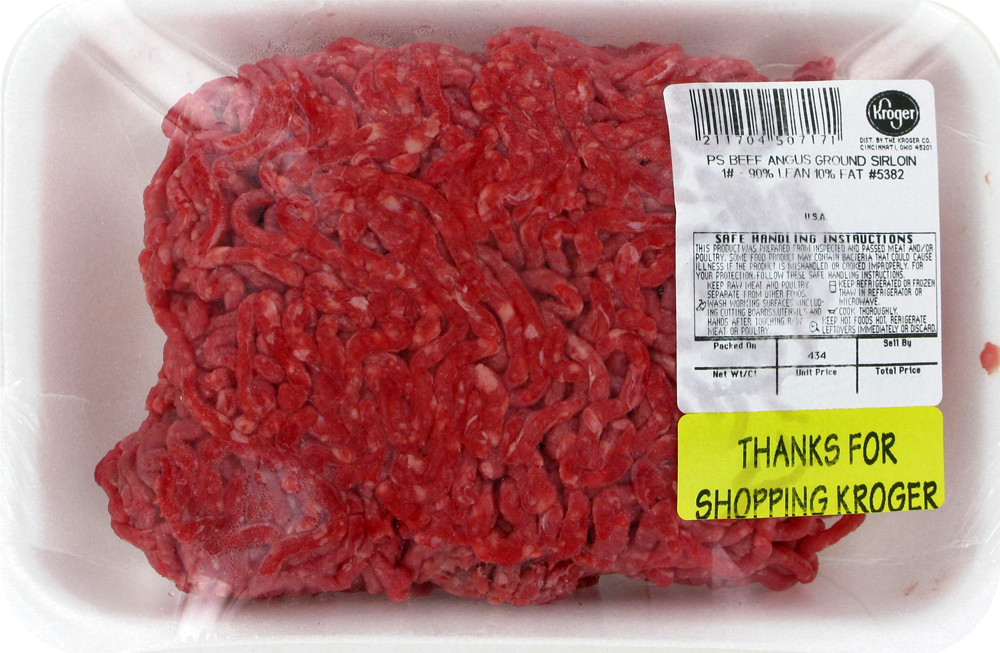 211704 507171
Kroger
DIST. BY THE KROGER CO.
CINCINNATI, OHIO 45201
PS BEEF ANGUS GROUND SIRLOIN
1# - 90% LEAN 10% FAT #5382
U.S.A.
SAFE HANDLING INSTRUCTIONS
THIS PRODUCT WAS PREPARED FROM INSPECTED AND PASSED MEAT AND/OR
POULTRY. SOME FOOD PRODUCT MAY CONTAIN BACTERIA THAT COULD CAUSE
ILLNESS IF THE PRODUCT IS MISHANDLED OR COOKED IMPROPERLY. FOR
YOUR PROTECTION, FOLLOW THESE SAFE HANDLING INSTRUCTIONS.
KEEP RAW MEAT AND POULTRY
SEPARATE FROM OTHER FOODS.
WASH WORKING SURFACES (INCLUD-
ING CUTTING BOARDS), UTENSILS AND
HANDS AFTER TOUCHING RAW
MEAT OR POULTRY.
KEEP REFRIGERATED OR FROZEN
THAW IN REFRIGERATOR OR
MICROWAVE.
COOK THOROUGHLY.
KEEP HOT FOODS HOT. RERIGERATE
LEFTOVERS IMMEDIATELY OR DISCARD.
Packed On
434
Sell By
Net Wt/Ct
Unit Price
Total Price
THANKS FOR
SHOPPING KROGER